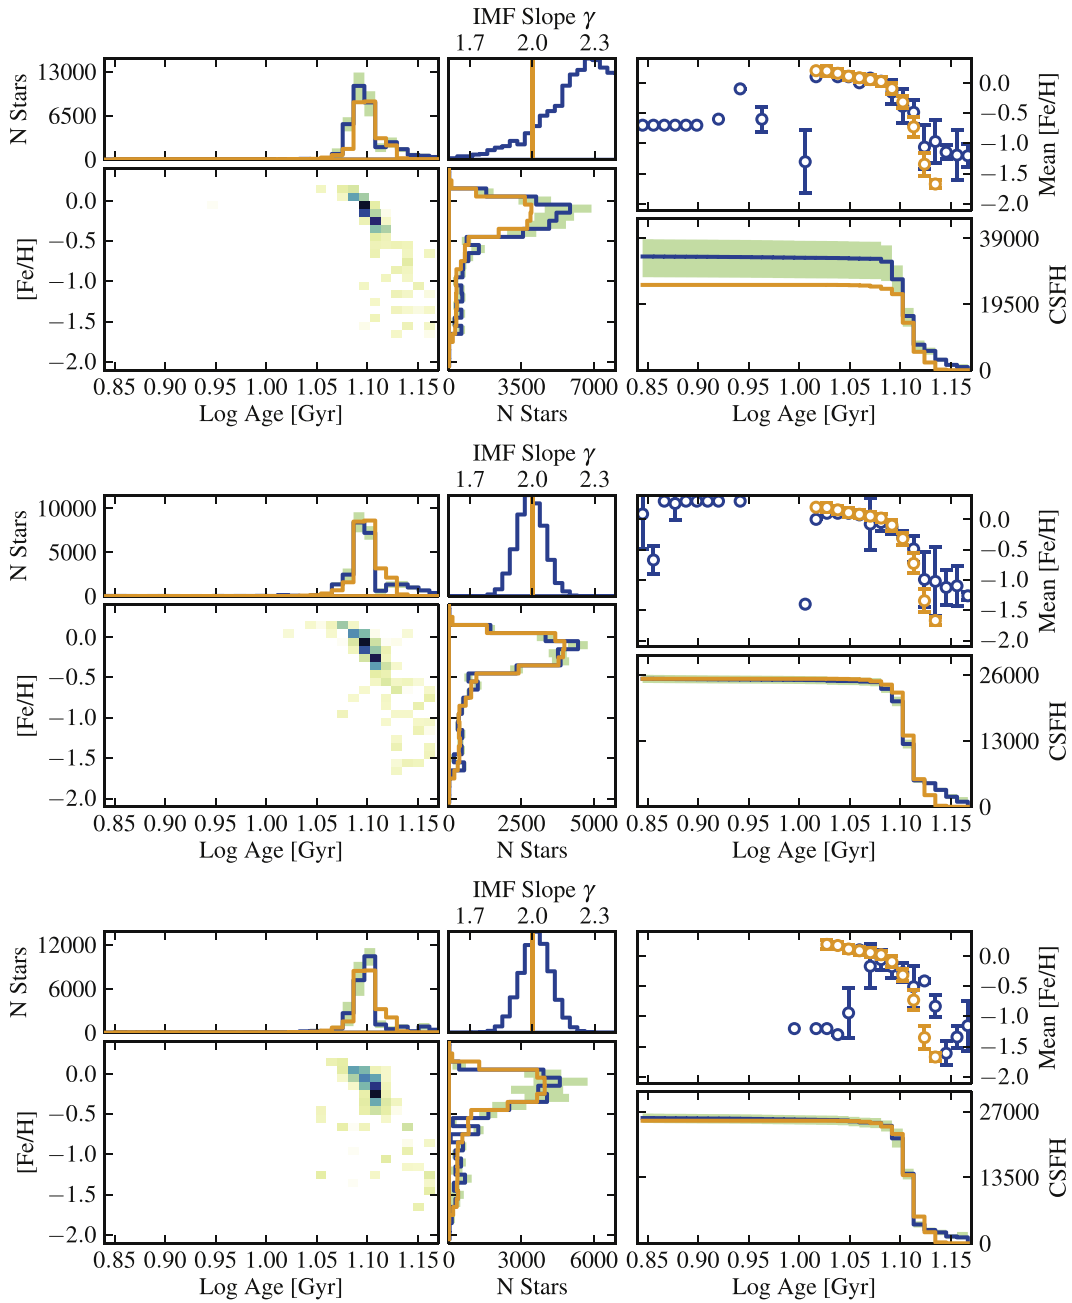 IMF Slope γ
1.7 2.0 2.3
N Stars
13000
6500
0
0.0
−0.5
−1.0
−1.5
−2.0
Mean [Fe/H]
[Fe/H]
0.0
−0.5
−1.0
−1.5
−2.0
39000
19500
0
CSFH
0.85 0.90 0.95 1.00 1.05 1.10 1.15
Log Age [Gyr]
0 3500 7000
N Stars
0.85 0.90 0.95 1.00 1.05 1.10 1.15
Log Age [Gyr]
IMF Slope γ
1.7 2.0 2.3
N Stars
10000
5000
0
0.0
−0.5
−1.0
−1.5
−2.0
Mean [Fe/H]
[Fe/H]
0.0
−0.5
−1.0
−1.5
−2.0
26000
13000
0
CSFH
0.85 0.90 0.95 1.00 1.05 1.10 1.15
Log Age [Gyr]
0 2500 5000
N Stars
0.85 0.90 0.95 1.00 1.05 1.10 1.15
Log Age [Gyr]
IMF Slope γ
1.7 2.0 2.3
N Stars
12000
6000
0
0.0
−0.5
−1.0
−1.5
−2.0
Mean [Fe/H]
[Fe/H]
0.0
−0.5
−1.0
−1.5
−2.0
27000
13500
0
CSFH
0.85 0.90 0.95 1.00 1.05 1.10 1.15
Log Age [Gyr]
0 3000 6000
N Stars
0.85 0.90 0.95 1.00 1.05 1.10 1.15
Log Age [Gyr]